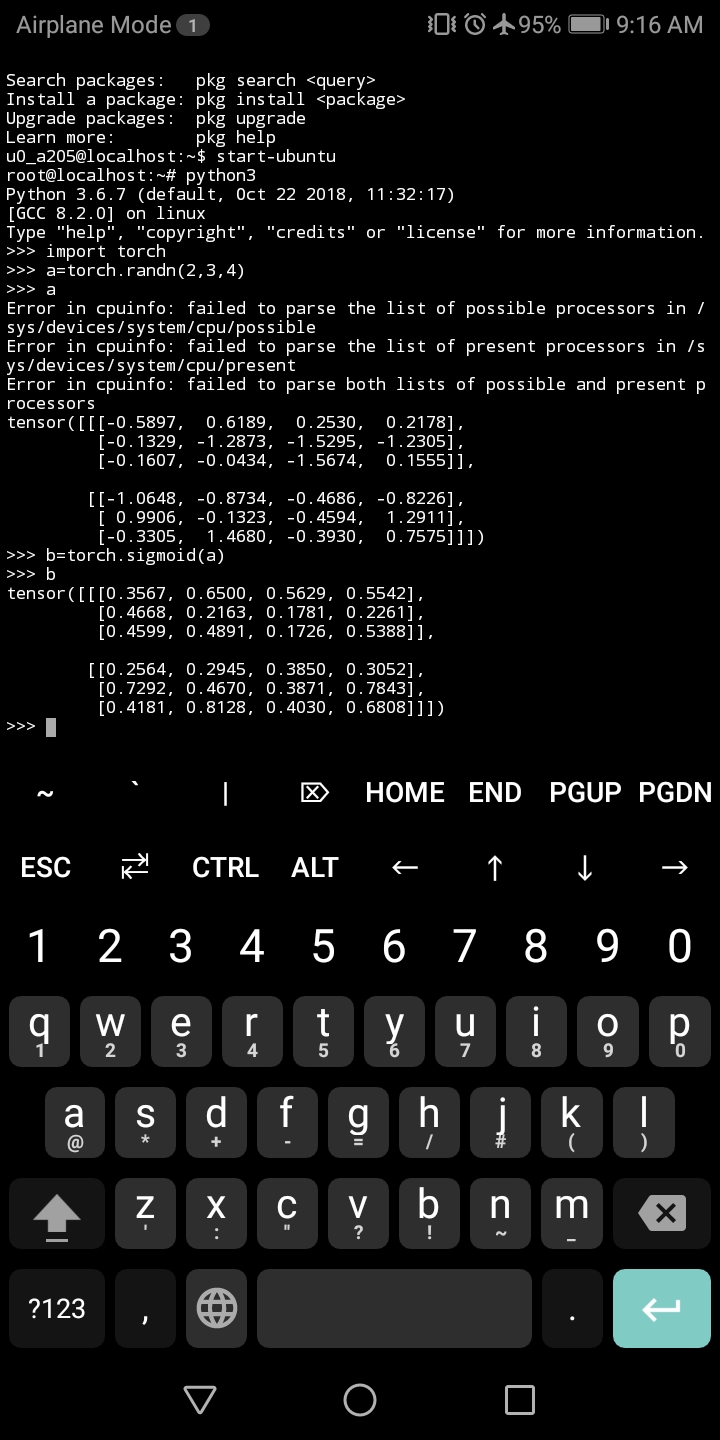 Airplane Mode 1 95% 9:16 AM
Search packages:   pkg search <query>
Install a package: pkg install <package>
Upgrade packages:  pkg upgrade
Learn more:        pkg help
u0_a205@localhost:~$ start-ubuntu
root@localhost:~# python3
Python 3.6.7 (default, Oct 22 2018, 11:32:17)
[GCC 8.2.0] on linux
Type "help", "copyright", "credits" or "license" for more information.
>>> import torch
>>> a=torch.randn(2,3,4)
>>> a
Error in cpuinfo: failed to parse the list of possible processors in /
sys/devices/system/cpu/possible
Error in cpuinfo: failed to parse the list of present processors in /s
ys/devices/system/cpu/present
Error in cpuinfo: failed to parse both lists of possible and present p
rocessors
tensor([[[-0.5897,  0.6189,  0.2530,  0.2178],
         [-0.1329, -1.2873, -1.5295, -1.2305],
         [-0.1607, -0.0434, -1.5674,  0.1555]],
        [[-1.0648, -0.8734, -0.4686, -0.8226],
         [ 0.9906, -0.1323, -0.4594,  1.2911],
         [-0.3305,  1.4680, -0.3930,  0.7575]]])
>>> b=torch.sigmoid(a)
>>> b
tensor([[[0.3567, 0.6500, 0.5629, 0.5542],
         [0.4668, 0.2163, 0.1781, 0.2261],
         [0.4599, 0.4891, 0.1726, 0.5388]],
        [[0.2564, 0.2945, 0.3850, 0.3052],
         [0.7292, 0.4670, 0.3871, 0.7843],
         [0.4181, 0.8128, 0.4030, 0.6808]]])
>>>
~ ` | HOME END PGUP PGDN
ESC CTRL ALT ← ↑ ↓ →
1 2 3 4 5 6 7 8 9 0
q w e r t y u i o p
1 2 3 4 5 6 7 8 9 0
a s d f g h j k l
@ * + - = / # ( )
z x c v b n m
' : " ? ! ~ _
?123 , .